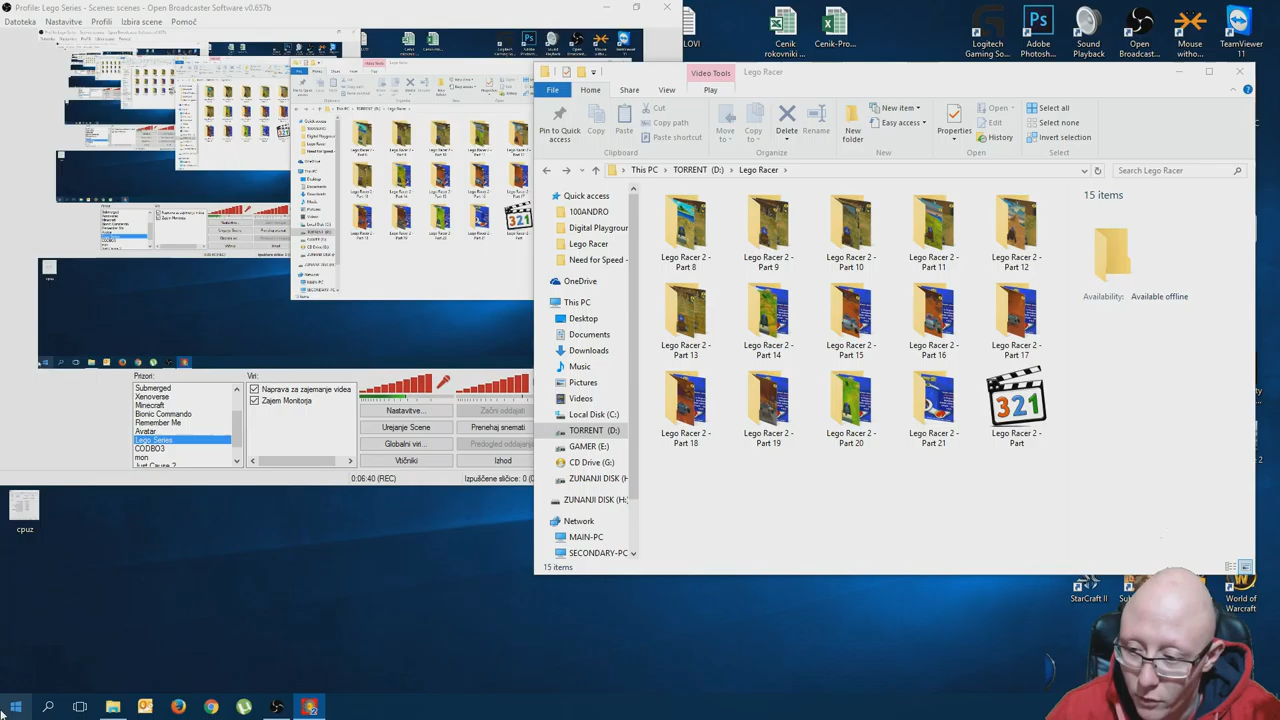 Profile: Lego Series - Scenes: scenes - Open Broadcaster Software v0.657b
Datoteka Nastavitve Profili Izbira scene Pomoč
LOVI
Cenik rokovniki
Cenik-Pro...
Logitech Gaming So...
Adobe Photosh...
Sound Playback
Open Broadcast...
Mouse withou...
TeamViewer 11
Video Tools
Lego Racer
File
Home
Share
View
Play
Pin to Quick access
Copy
Paste
Cut
Copy path
Paste shortcut
Clipboard
Move to
Copy to
Delete
Rename
Organize
New folder
New item
Easy access
New
Properties
Open
Edit
History
Open
Select all
Select none
Invert selection
Select
This PC
TORRENT (D:)
Lego Racer
Search Lego Racer
Quick access
100ANDRO
Digital Playgroun
Lego Racer
Need for Speed -
OneDrive
This PC
Desktop
Documents
Downloads
Music
Pictures
Videos
Local Disk (C:)
TORRENT (D:)
GAMER (E:)
CD Drive (G:)
ZUNANJI DISK (H
ZUNANJI DISK (H:)
Network
MAIN-PC
SECONDARY-PC
Lego Racer 2 - Part 8
Lego Racer 2 - Part 9
Lego Racer 2 - Part 10
Lego Racer 2 - Part 11
Lego Racer 2 - Part 12
Lego Racer 2 - Part 13
Lego Racer 2 - Part 14
Lego Racer 2 - Part 15
Lego Racer 2 - Part 16
Lego Racer 2 - Part 17
Lego Racer 2 - Part 18
Lego Racer 2 - Part 19
Lego Racer 2 - Part 20
Lego Racer 2 - Part 21
321
Lego Racer 2 - Part
15 items
Availability: Available offline
15 items
Prizori:
Submerged
Xenoverse
Minecraft
Bionic Commando
Remember Me
Avatar
Lego Series
CODBO3
mon
Just Cause 2
Viri:
Naprava za zajemanje videa
Zajem Monitorja
Nastavitve...
Začni oddajati
Urejanje Scene
Prenehaj snemati
Globalni viri...
Predogled oddajanja
Vtičniki
Izhod
0:06:40 (REC)
Izpuščene sličice: 0 (0
cpuz
StarCraft II
World of Warcraft